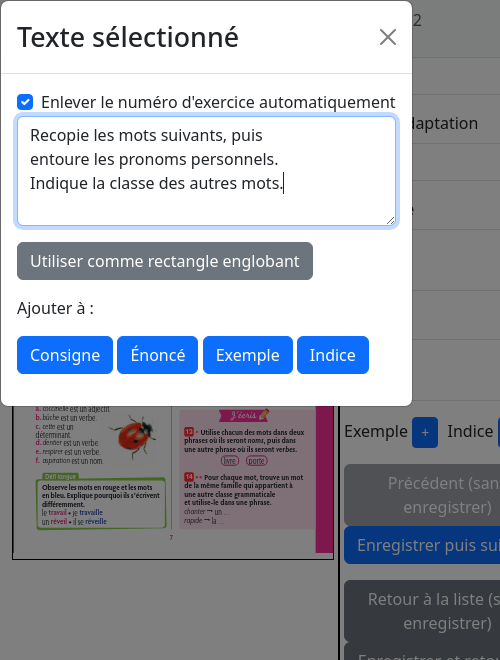 Texte sélectionné
Enlever le numéro d'exercice automatiquement
Recopie les mots suivants, puis
entoure les pronoms personnels.
Indique la classe des autres mots.
Utiliser comme rectangle englobant
Ajouter à :
Consigne Énoncé Exemple Indice
2
daptation
a. coccinelle est un adjectif.
b. bûche est un verbe.
c. cette est un
déterminant.
d. dentier est un verbe.
e. respirer est un verbe.
f. aspiration est un nom.
Défi langue
Observe les mots en rouge et les mots
en bleu. Explique pourquoi ils s'écrivent
différemment.
le travail • je travaille
un réveil • il se réveille
J'écris
13 Utilise chacun des mots dans deux
phrases où ils seront noms, puis dans
une autre phrase où ils seront verbes.
livre porte
14 Pour chaque mot, trouve un mot
de la même famille qui appartient à
une autre classe grammaticale
et utilise-le dans une phrase.
chanter → un ...
rapide → la ...
7
Exemple + Indice
Précédent (san
enregistrer)
Enregistrer puis sui
Retour à la liste (s
enregistrer)
Enregistrer et reto